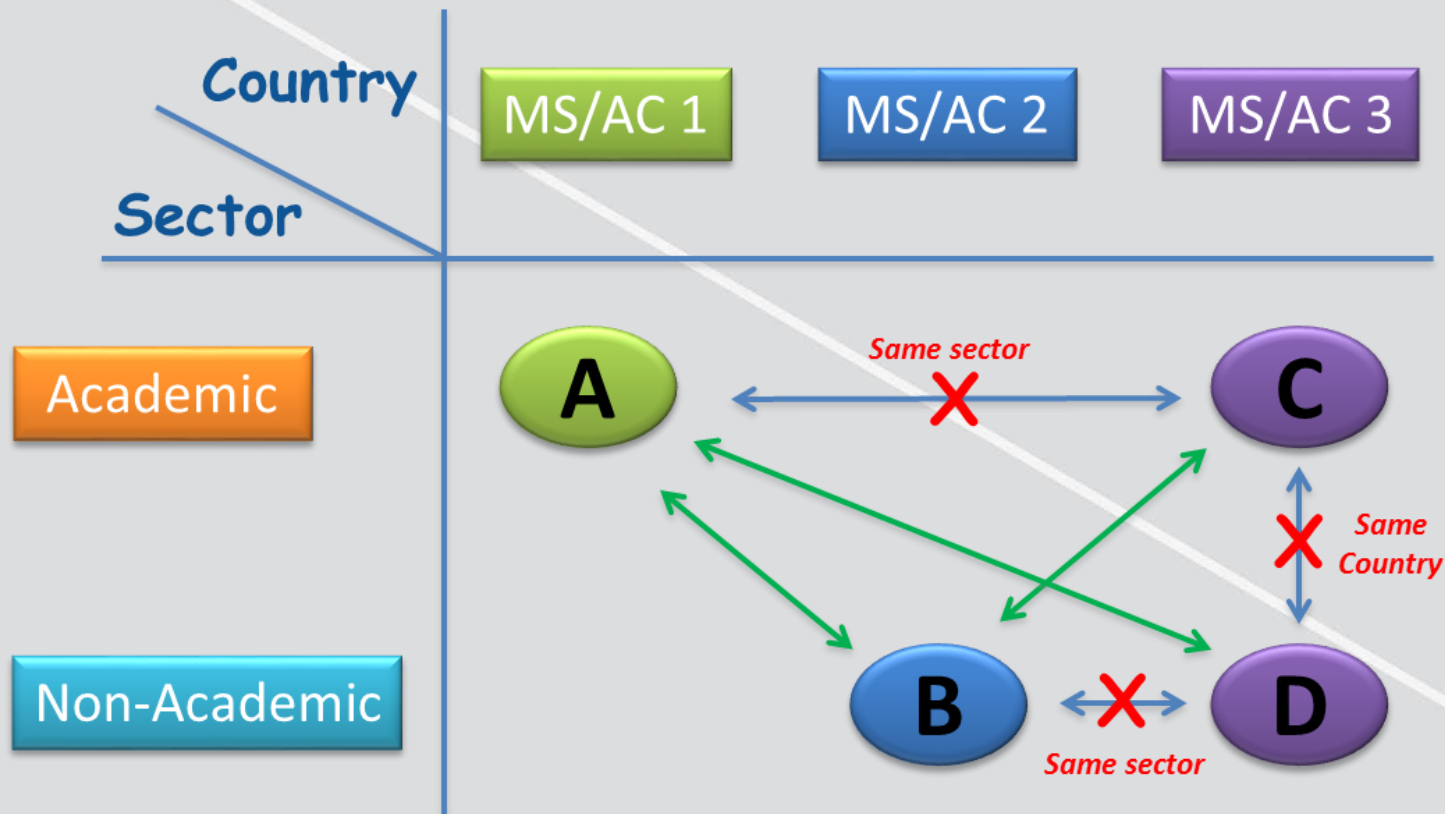 Country
MS/AC 1
MS/AC 2
MS/AC 3
Sector
Academic
A
Same sector
C
Same
Country
Non-Academic
B
D
Same sector